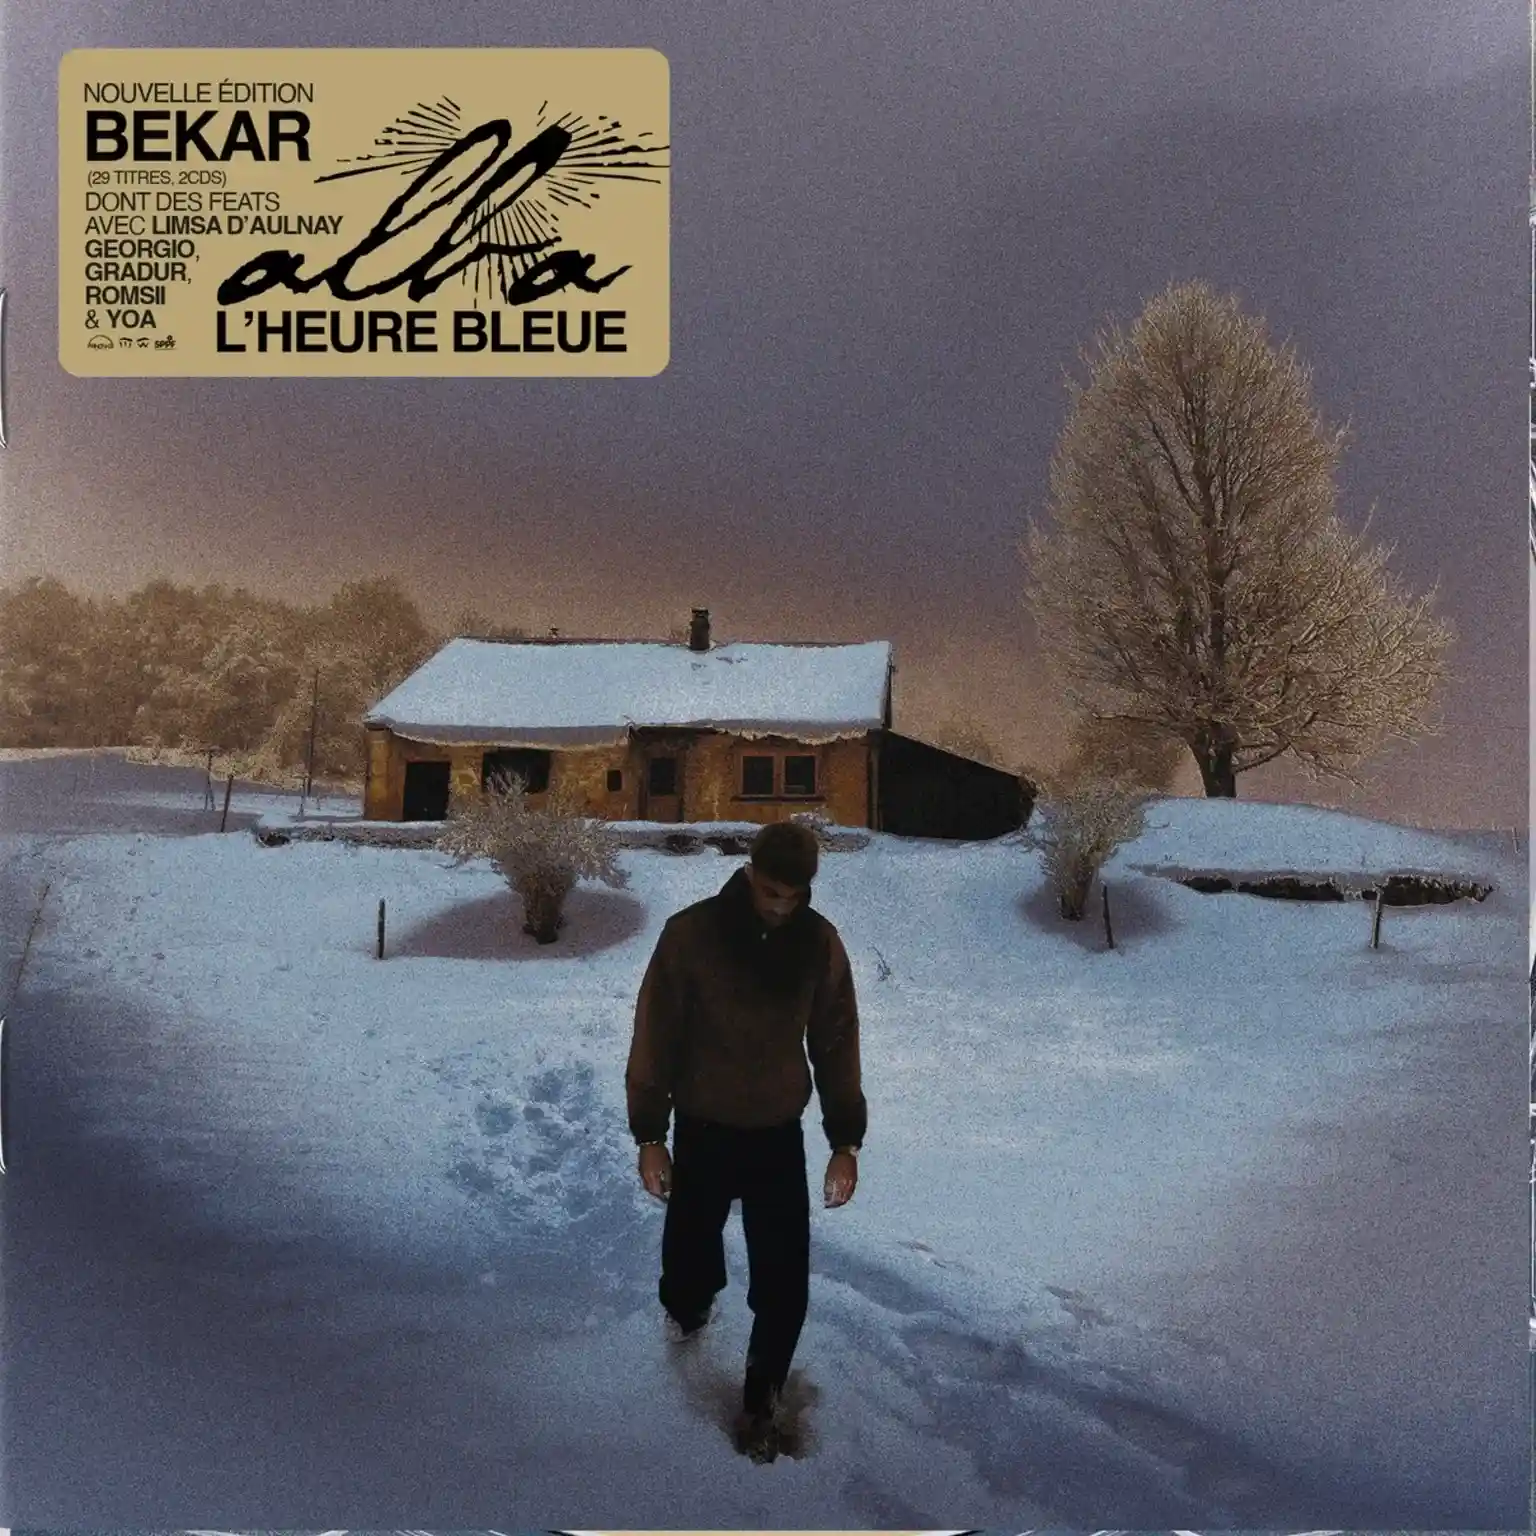 NOUVELLE ÉDITION
BEKAR
(29 TITRES, 2CDS)
DONT DES FEATS
AVEC LIMSA D'AULNAY
GEORGIO,
GRADUR,
ROMSII
& YOA
SPPF
alba
L'HEURE BLEUE